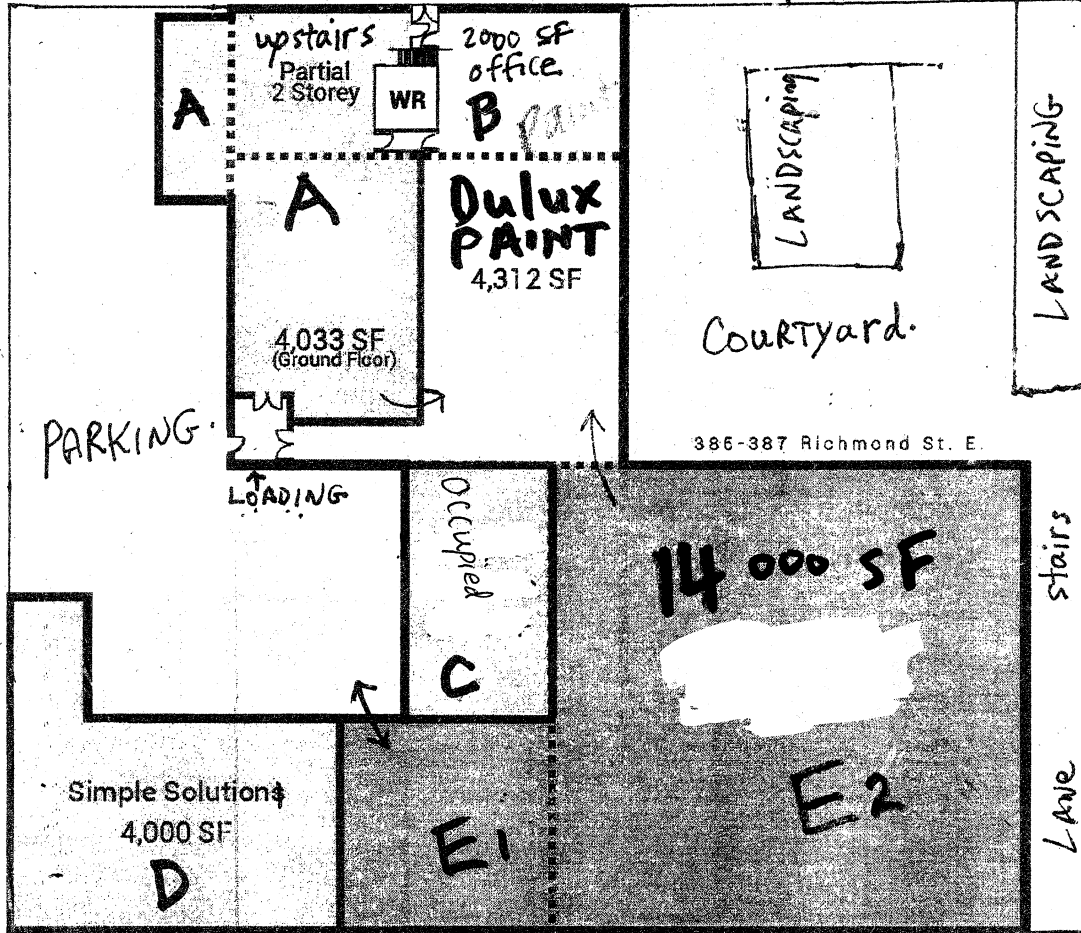 upstairs
Partial
2 Storey
WR
2000 SF
office
B
Paint
A
LANDSCAPING
LANDSCAPING
A
Dulux
PAINT
4,312 SF
4,033 SF
(Ground Floor)
COURTYARD.
PARKING.
386-387 Richmond St. E.
LOADING
Occupied
C
14 000 SF
stairs
Simple Solutions
4,000 SF
D
E1
E2
Lane